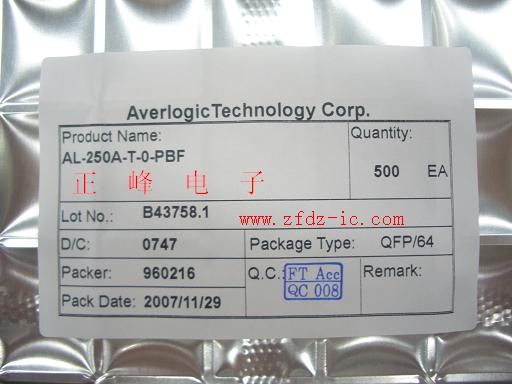 AverlogicTechnology Corp.
Product Name:
AL-250A-T-0-PBF
Quantity:
500 EA
正峰电子
Lot No.: B43758.1
www.zfdz-ic.com
D/C: 0747
Package Type: QFP/64
Packer: 960216
Q.C.: FT Acc
QC 008
Remark:
Pack Date: 2007/11/29